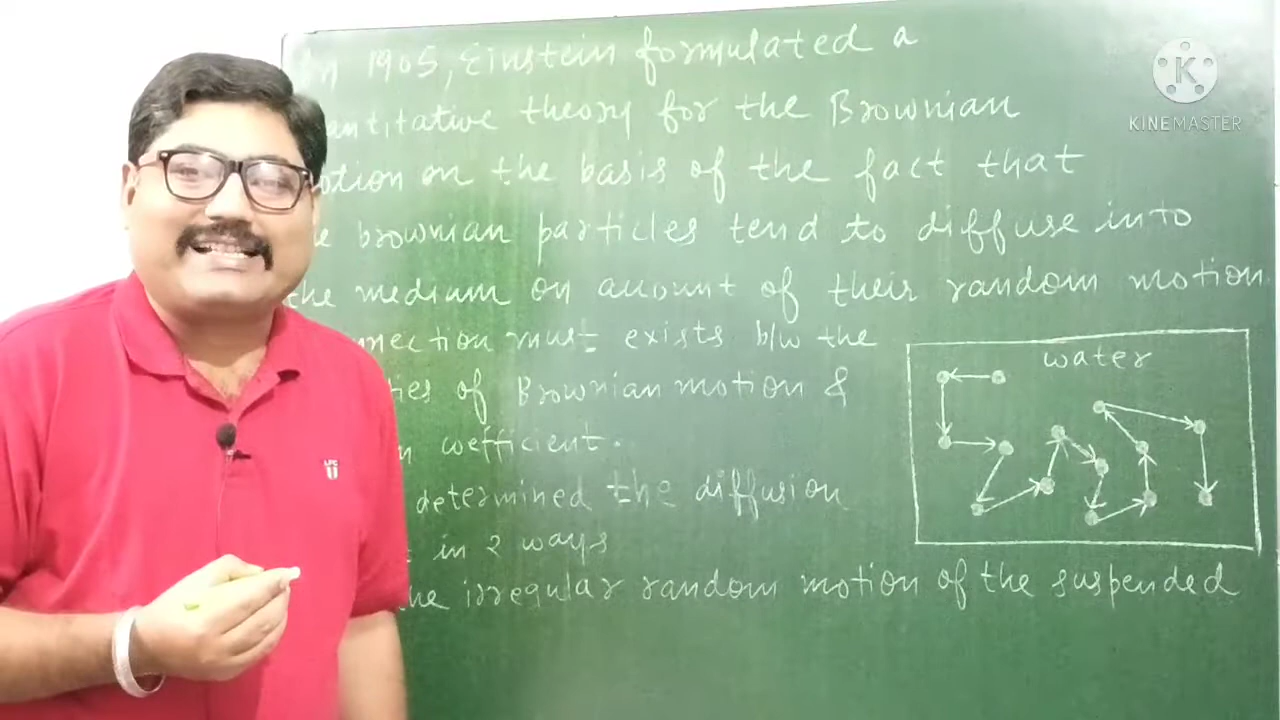 1905, Einstein formulated a
antitative theory for the Brownian
otion on the basis of the fact that
e brownian particles tend to diffuse into
the medium on account of their random motion.
nnection must exists b/w the
ties of Brownian motion &
n coefficient.
determined the diffusion
in 2 ways
he irregular random motion of the suspended
water
K
KINEMASTER